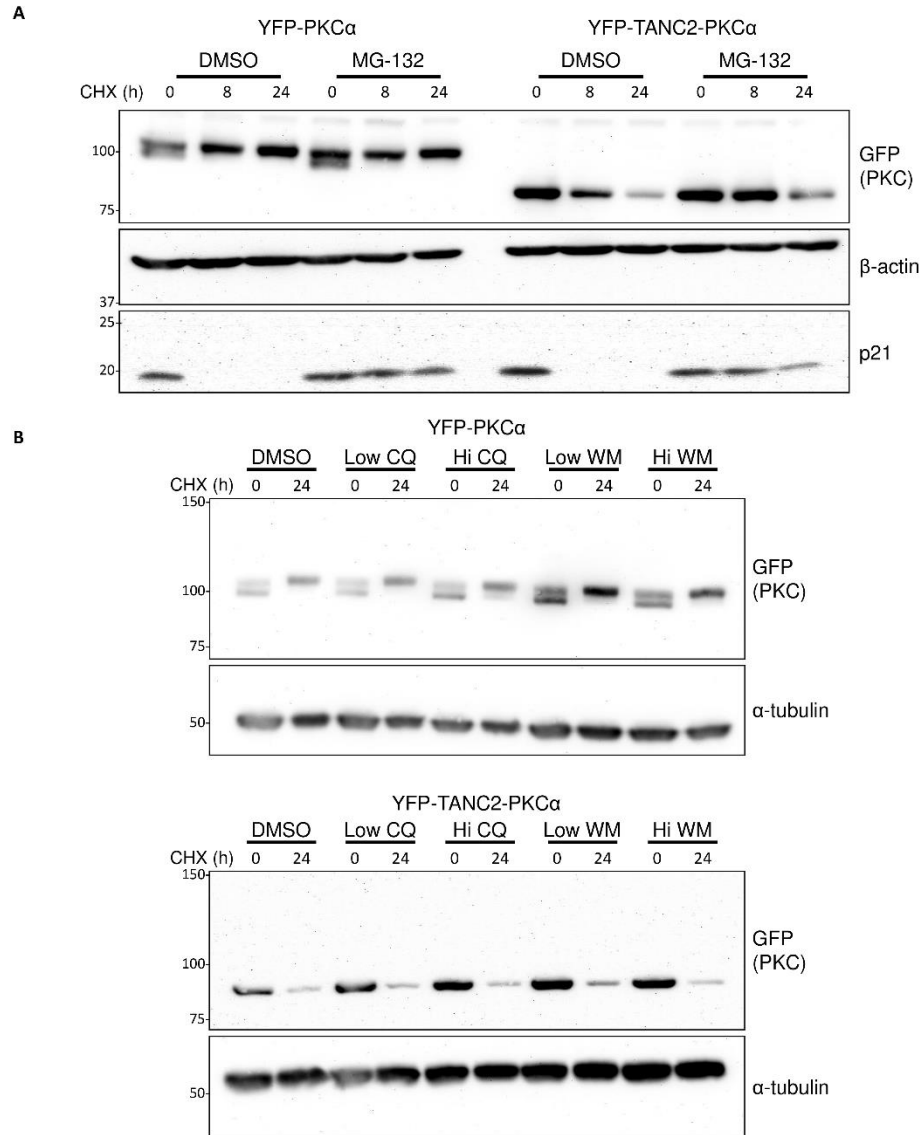 A
YFP-PKCα YFP-TANC2-PKCα
DMSO MG-132 DMSO MG-132
CHX (h) 0 8 24 0 8 24 0 8 24 0 8 24
100
75
GFP
(PKC)
β-actin
37
25
20
p21
B
YFP-PKCα
DMSO Low CQ Hi CQ Low WM Hi WM
CHX (h) 0 24 0 24 0 24 0 24 0 24
150
100
75
GFP
(PKC)
50
α-tubulin
YFP-TANC2-PKCα
DMSO Low CQ Hi CQ Low WM Hi WM
CHX (h) 0 24 0 24 0 24 0 24 0 24
150
100
75
GFP
(PKC)
50
α-tubulin